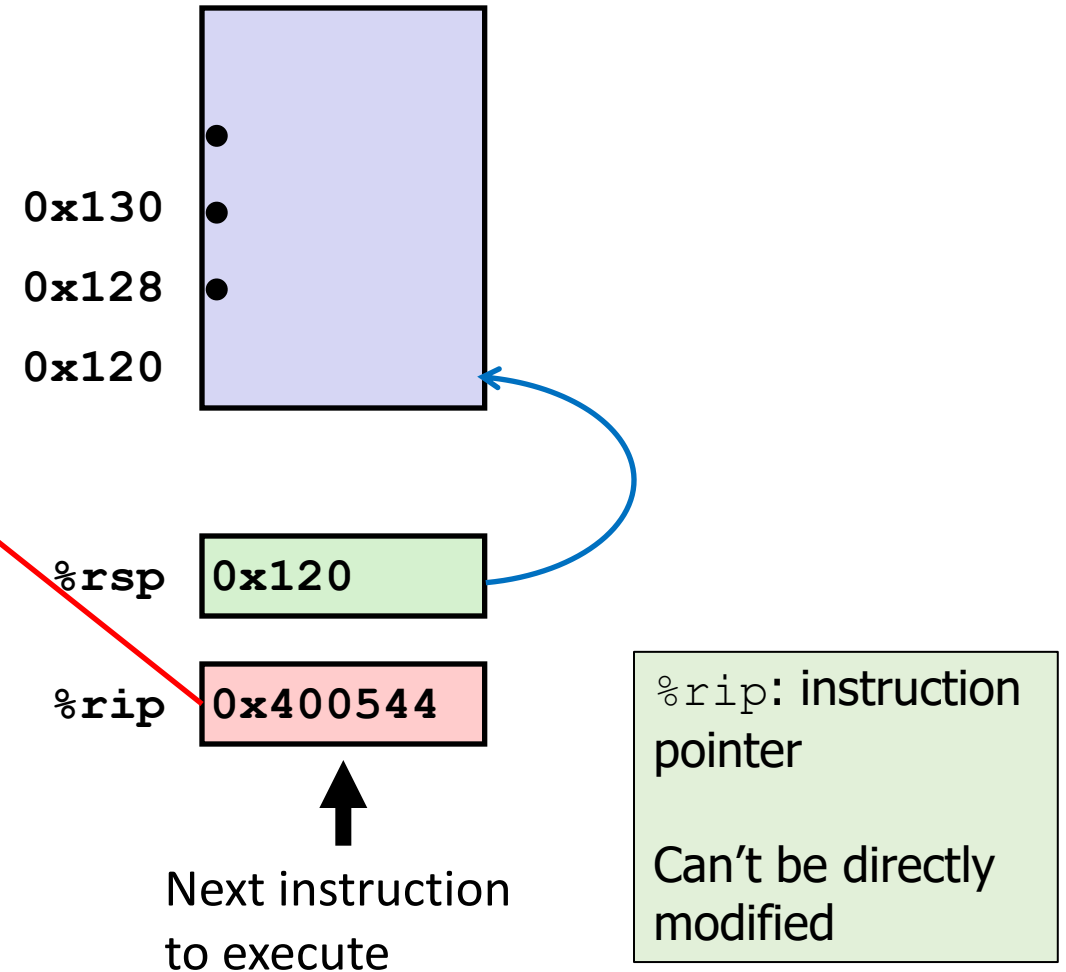 0x130
0x128
0x120
%rsp 0x120
%rip 0x400544
Next instruction
to execute
%rip: instruction
pointer
Can’t be directly
modified